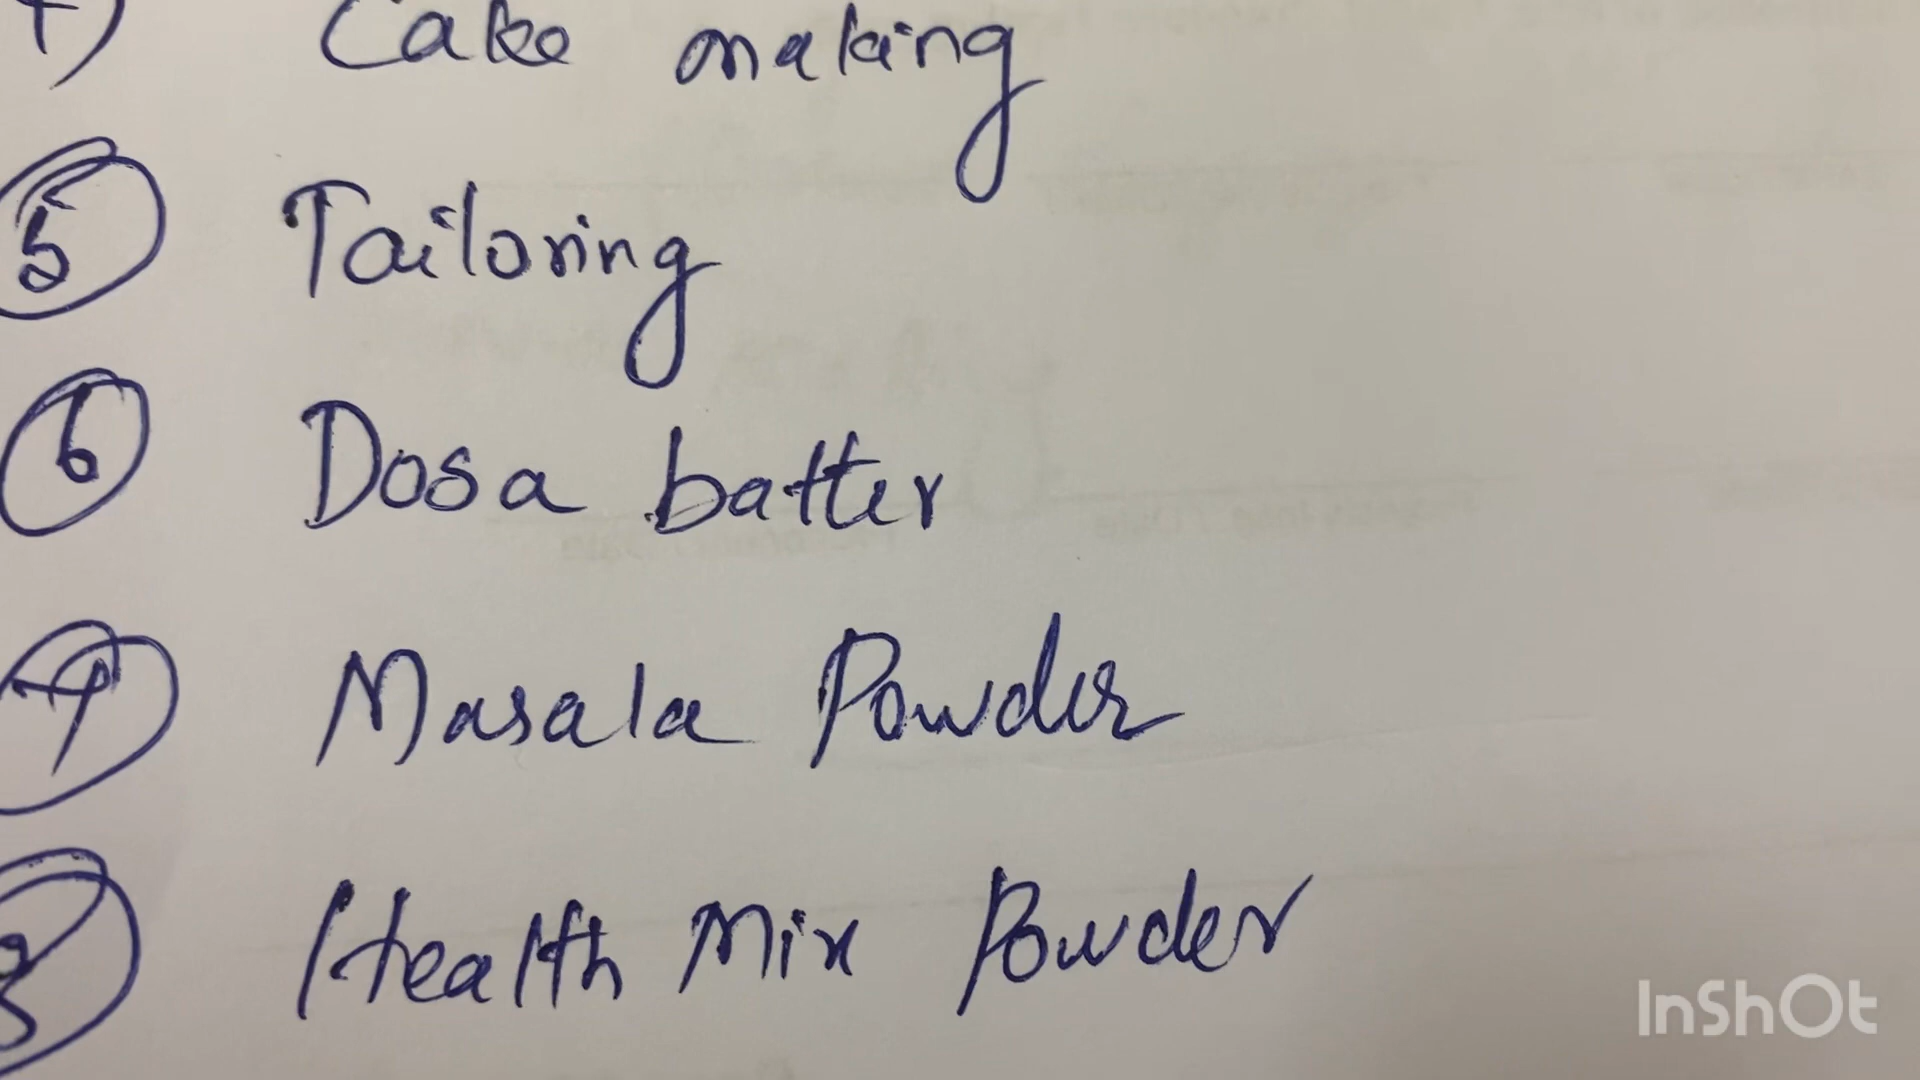 4) Cake making
5 Tailoring
6 Dosa batter
7 Masala Powder
8 Health Mix Powder
InShOt